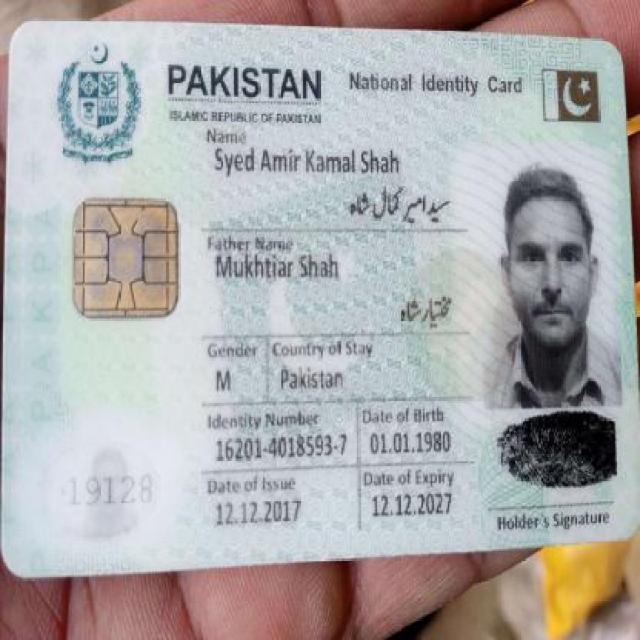 PAKISTAN National Identity Card
ISLAMIC REPUBLIC OF PAKISTAN
Name
Syed Amir Kamal Shah
سید امیر کمال شاہ
Father Name
Mukhtiar Shah
مختیار شاہ
Gender Country of Stay
M Pakistan
Identity Number Date of Birth
16201-4018593-7 01.01.1980
Date of Issue Date of Expiry
12.12.2017 12.12.2027
19128
Holder's Signature